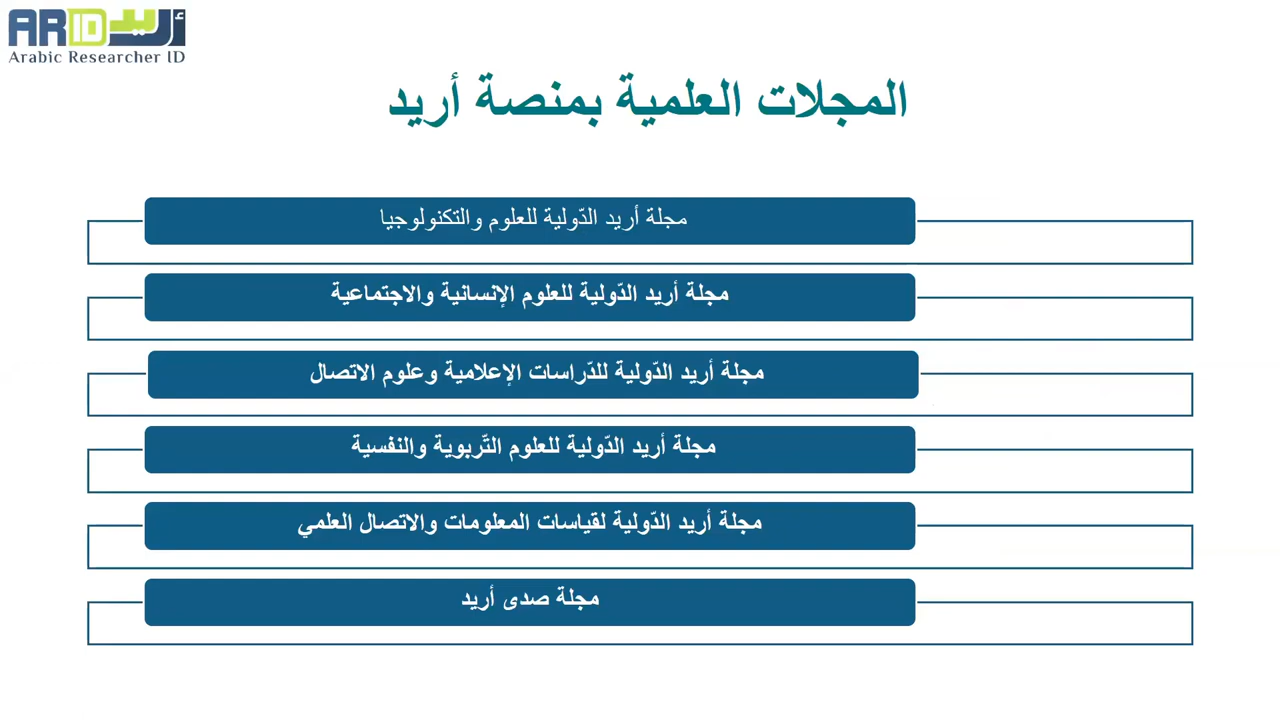 ARID أريد
Arabic Researcher ID
المجلات العلمية بمنصة أريد
مجلة أريد الدّولية للعلوم والتكنولوجيا
مجلة أريد الدّولية للعلوم الإنسانية والاجتماعية
مجلة أريد الدّولية للدّراسات الإعلامية وعلوم الاتصال
مجلة أريد الدّولية للعلوم التّربوية والنفسية
مجلة أريد الدّولية لقياسات المعلومات والاتصال العلمي
مجلة صدى أريد